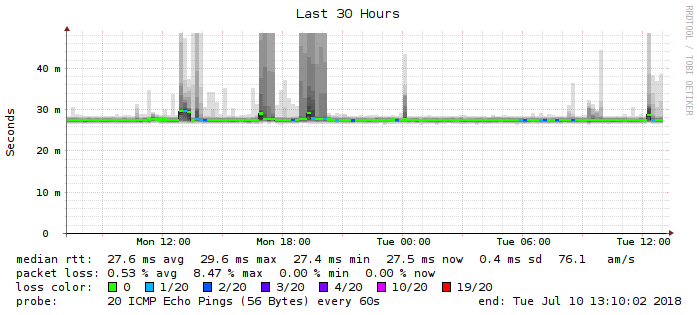 Last 30 Hours
RRDTOOL / TOBI OETIKER
Seconds
40 m
30 m
20 m
10 m
0
Mon 12:00 Mon 18:00 Tue 00:00 Tue 06:00 Tue 12:00
median rtt: 27.6 ms avg 29.6 ms max 27.4 ms min 27.5 ms now 0.4 ms sd 76.1 am/s
packet loss: 0.53 % avg 8.47 % max 0.00 % min 0.00 % now
loss color: 0 1/20 2/20 3/20 4/20 10/20 19/20
probe: 20 ICMP Echo Pings (56 Bytes) every 60s end: Tue Jul 10 13:10:02 2018